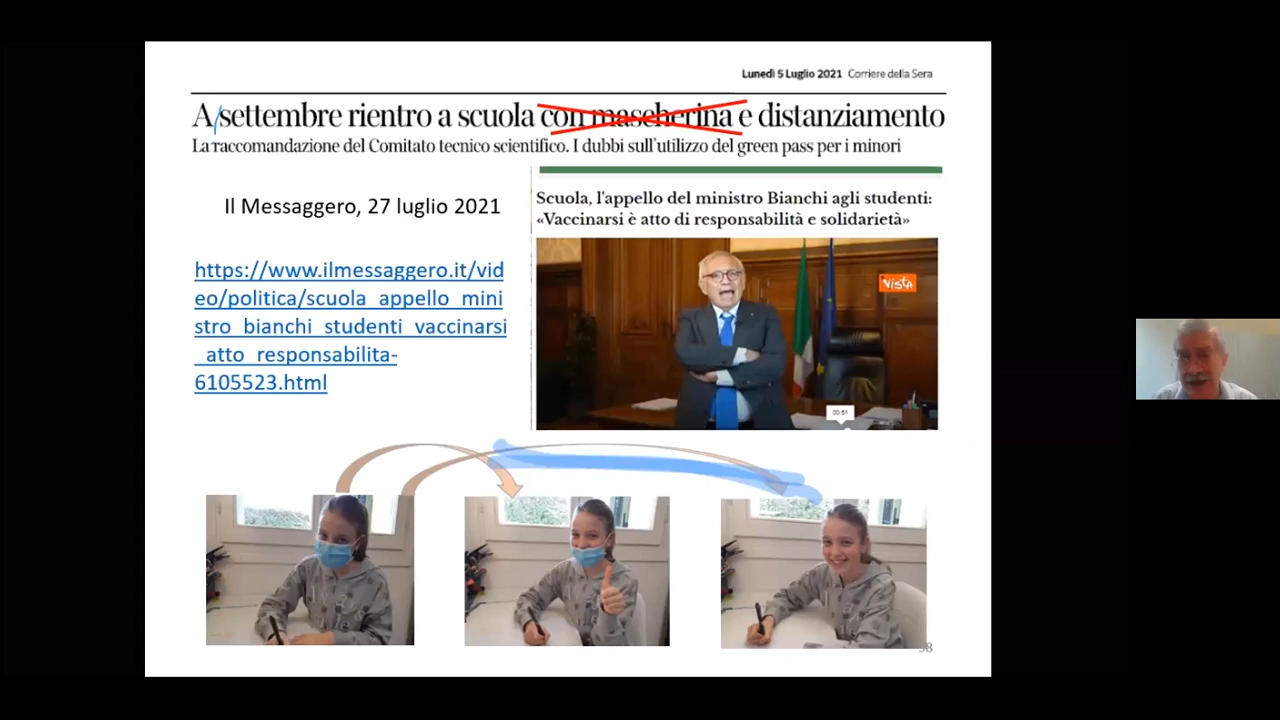 Lunedì 5 Luglio 2021 Corriere della Sera
A settembre rientro a scuola con mascherina e distanziamento
La raccomandazione del Comitato tecnico scientifico. I dubbi sull'utilizzo del green pass per i minori
Il Messaggero, 27 luglio 2021
Scuola, l'appello del ministro Bianchi agli studenti:
«Vaccinarsi è atto di responsabilità e solidarietà»
https://www.ilmessaggero.it/vid
eo/politica/scuola_appello_mini
stro_bianchi_studenti_vaccinarsi
_atto_responsabilita-
6105523.html
vista
00:51
58